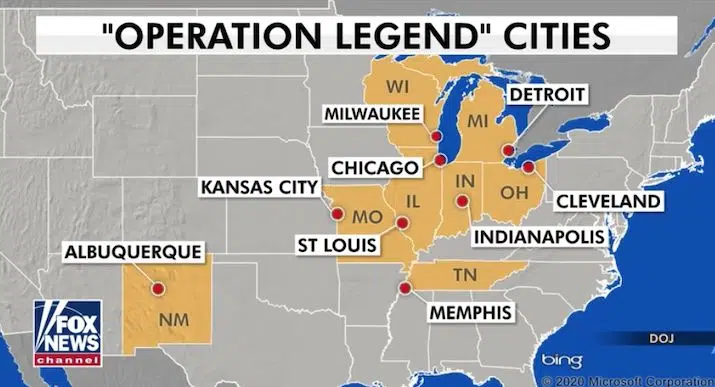 "OPERATION LEGEND" CITIES
WI
DETROIT
MILWAUKEE
MI
CHICAGO
KANSAS CITY
IN
OH
CLEVELAND
MO
IL
ST LOUIS
INDIANAPOLIS
ALBUQUERQUE
TN
MEMPHIS
NM
FOX
NEWS
channel
DOJ
bing
© 2020 Microsoft Corporation